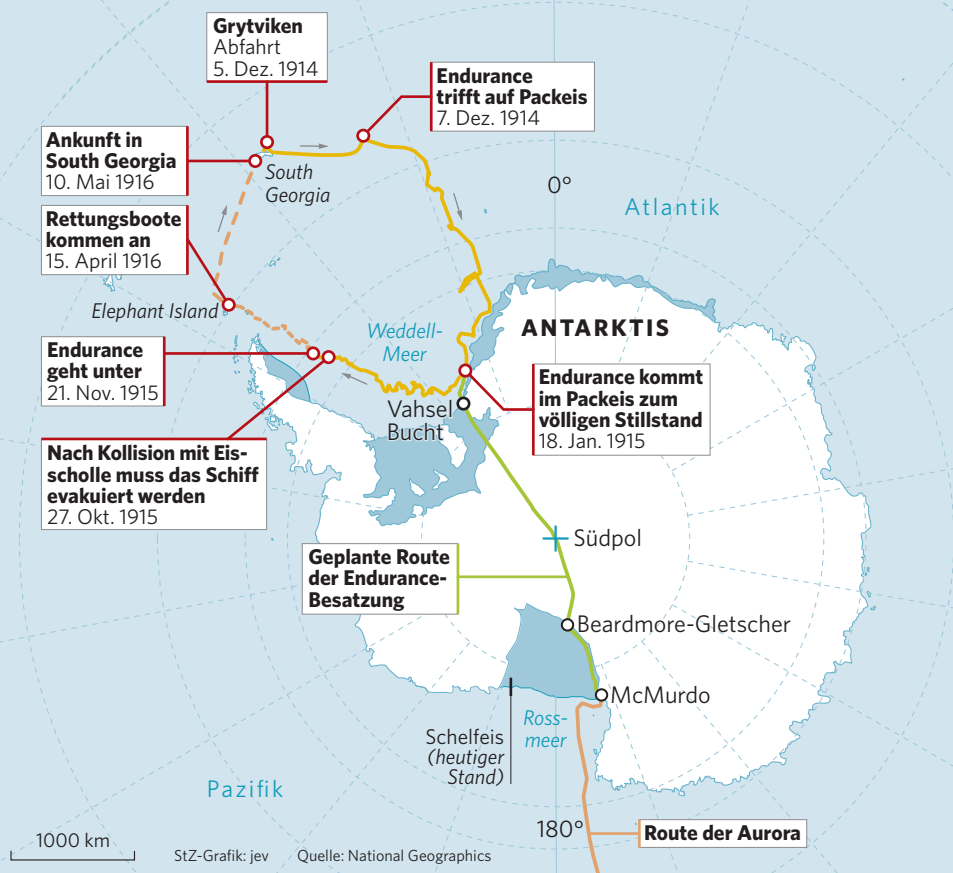 Grytviken
Abfahrt
5. Dez. 1914
Endurance
trifft auf Packeis
7. Dez. 1914
Ankunft in
South Georgia
10. Mai 1916
South
Georgia
0°
Atlantik
Rettungsboote
kommen an
15. April 1916
Elephant Island
Weddell-
Meer
ANTARKTIS
Endurance
geht unter
21. Nov. 1915
Endurance kommt
im Packeis zum
völligen Stillstand
18. Jan. 1915
Vahsel
Bucht
Nach Kollision mit Eis-
scholle muss das Schiff
evakuiert werden
27. Okt. 1915
Südpol
Geplante Route
der Endurance-
Besatzung
Beardmore-Gletscher
McMurdo
Ross-
meer
Schelfeis
(heutiger
Stand)
Pazifik
180°
Route der Aurora
1000 km
StZ-Grafik: jev Quelle: National Geographics